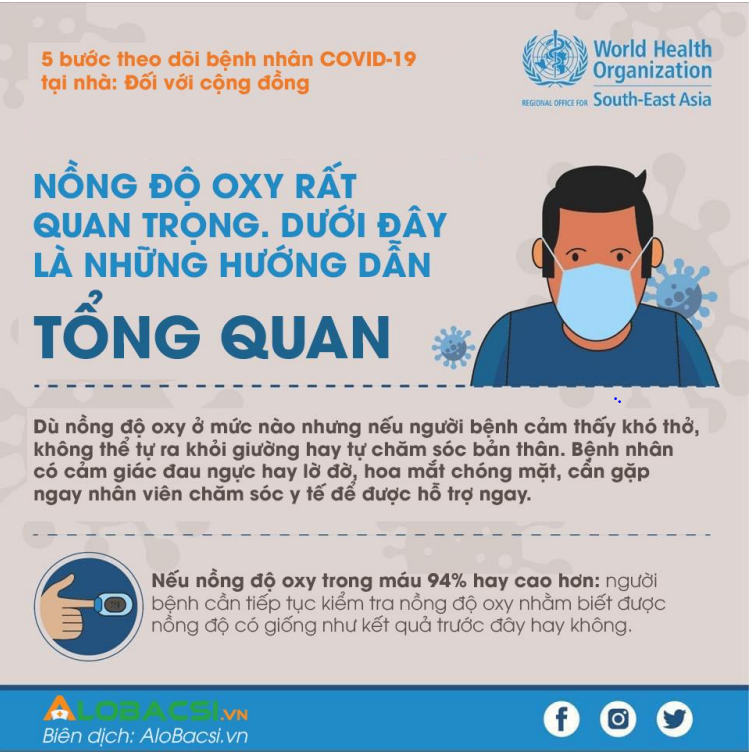 5 bước theo dõi bệnh nhân COVID-19
tại nhà: Đối với cộng đồng
World Health
Organization
REGIONAL OFFICE FOR South-East Asia
NỒNG ĐỘ OXY RẤT
QUAN TRỌNG. DƯỚI ĐÂY
LÀ NHỮNG HƯỚNG DẪN
TỔNG QUAN
Dù nồng độ oxy ở mức nào nhưng nếu người bệnh cảm thấy khó thở,
không thể tự ra khỏi giường hay tự chăm sóc bản thân. Bệnh nhân
có cảm giác đau ngực hay lờ đờ, hoa mắt chóng mặt, cần gặp
ngay nhân viên chăm sóc y tế để được hỗ trợ ngay.
Nếu nồng độ oxy trong máu 94% hay cao hơn: người
bệnh cần tiếp tục kiểm tra nồng độ oxy nhằm biết được
nồng độ có giống như kết quả trước đây hay không.
ALOBACSI.VN
Biên dịch: AloBacsi.vn